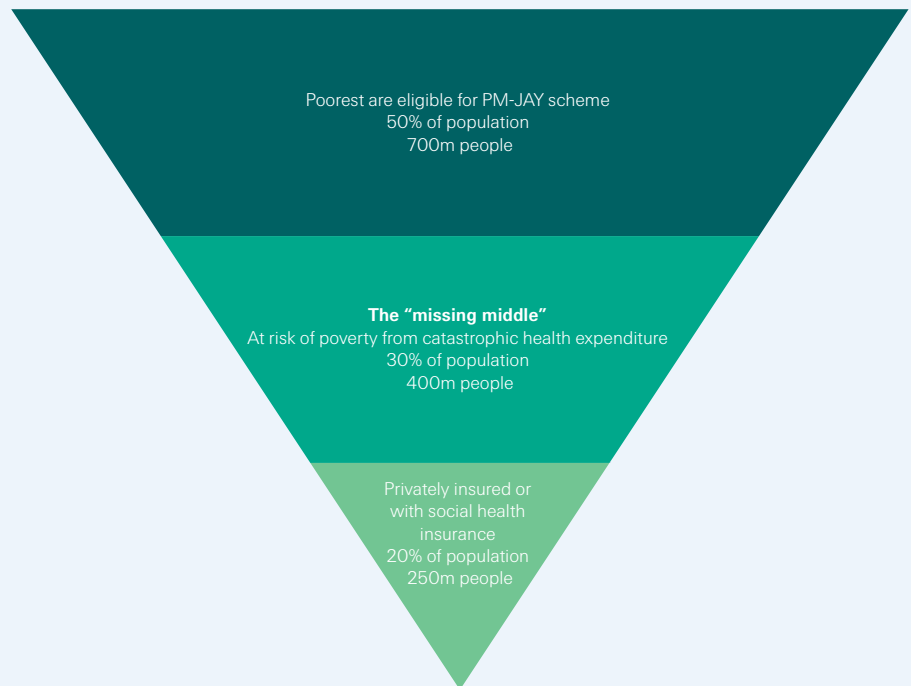 Poorest are eligible for PM-JAY scheme
50% of population
700m people
The “missing middle”
At risk of poverty from catastrophic health expenditure
30% of population
400m people
Privately insured or
with social health
insurance
20% of population
250m people